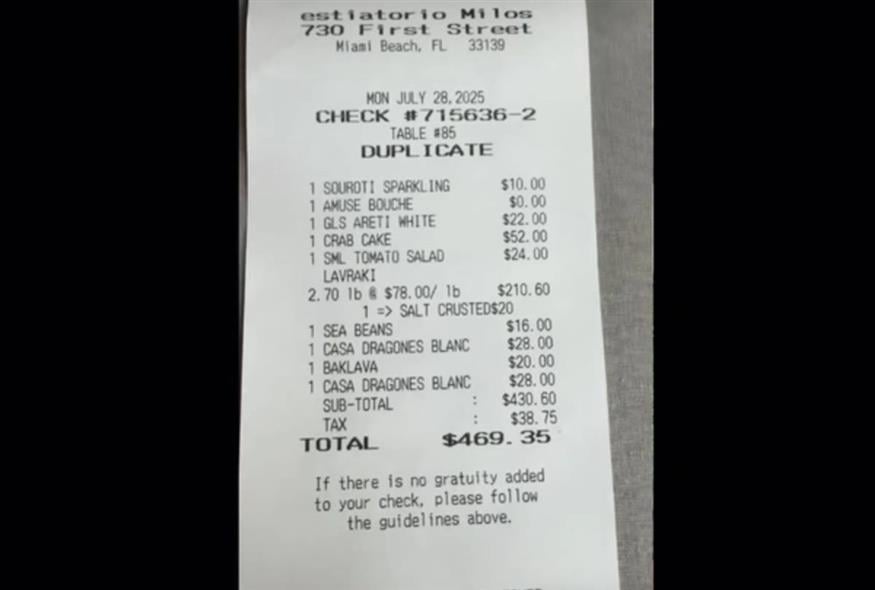 estiatorio Milos
730 First Street
Miami Beach, FL 33139
MON JULY 28,2025
CHECK #715636-2
TABLE #85
DUPLICATE
1 SOUROTI SPARKLING $10.00
1 AMUSE BOUCHE $0.00
1 GLS ARETI WHITE $22.00
1 CRAB CAKE $52.00
1 SML TOMATO SALAD $24.00
LAVRAKI
2.70 lb @ $78.00/ lb $210.60
1 => SALT CRUSTED$20
1 SEA BEANS $16.00
1 CASA DRAGONES BLANC $28.00
1 BAKLAVA $20.00
1 CASA DRAGONES BLANC $28.00
SUB-TOTAL : $430.60
TAX : $38.75
TOTAL $469.35
If there is no gratuity added
to your check, please follow
the guidelines above.